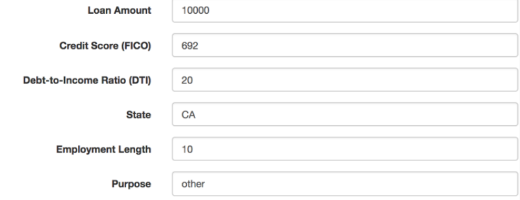 Loan Amount 10000
Credit Score (FICO) 692
Debt-to-Income Ratio (DTI) 20
State CA
Employment Length 10
Purpose other